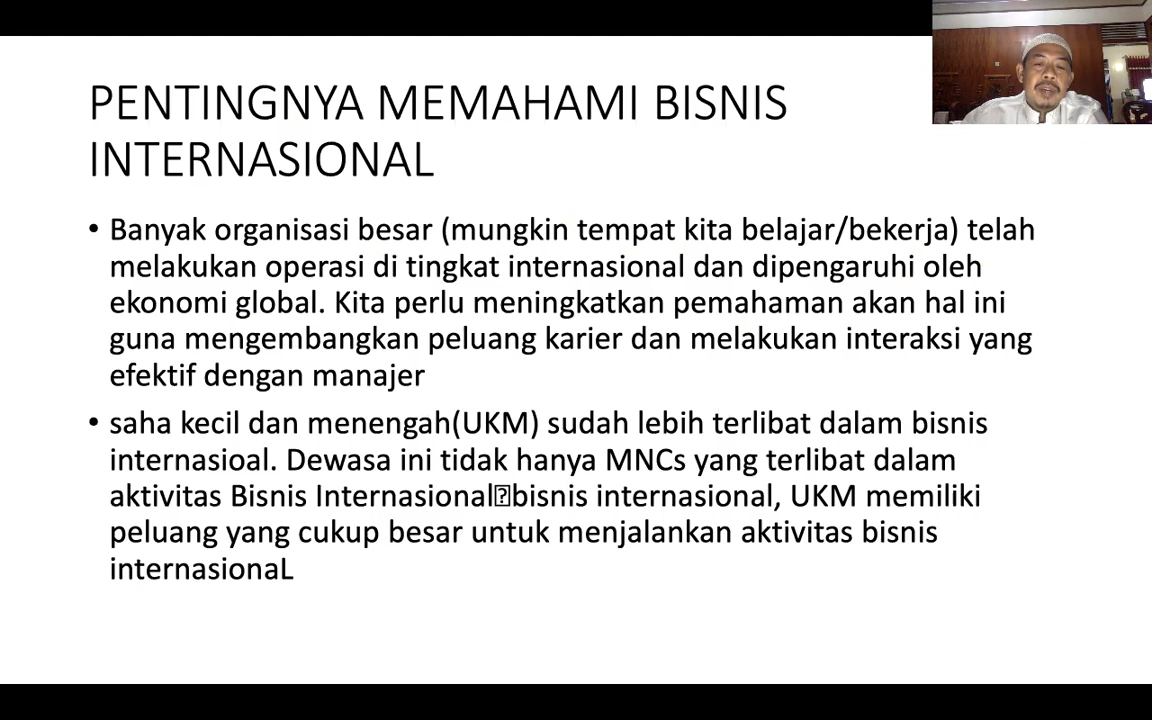 PENTINGNYA MEMAHAMI BISNIS
INTERNASIONAL
• Banyak organisasi besar (mungkin tempat kita belajar/bekerja) telah
melakukan operasi di tingkat internasional dan dipengaruhi oleh
ekonomi global. Kita perlu meningkatkan pemahaman akan hal ini
guna mengembangkan peluang karier dan melakukan interaksi yang
efektif dengan manajer
• saha kecil dan menengah(UKM) sudah lebih terlibat dalam bisnis
internasioal. Dewasa ini tidak hanya MNCs yang terlibat dalam
aktivitas Bisnis Internasional⍰bisnis internasional, UKM memiliki
peluang yang cukup besar untuk menjalankan aktivitas bisnis
internasionaL